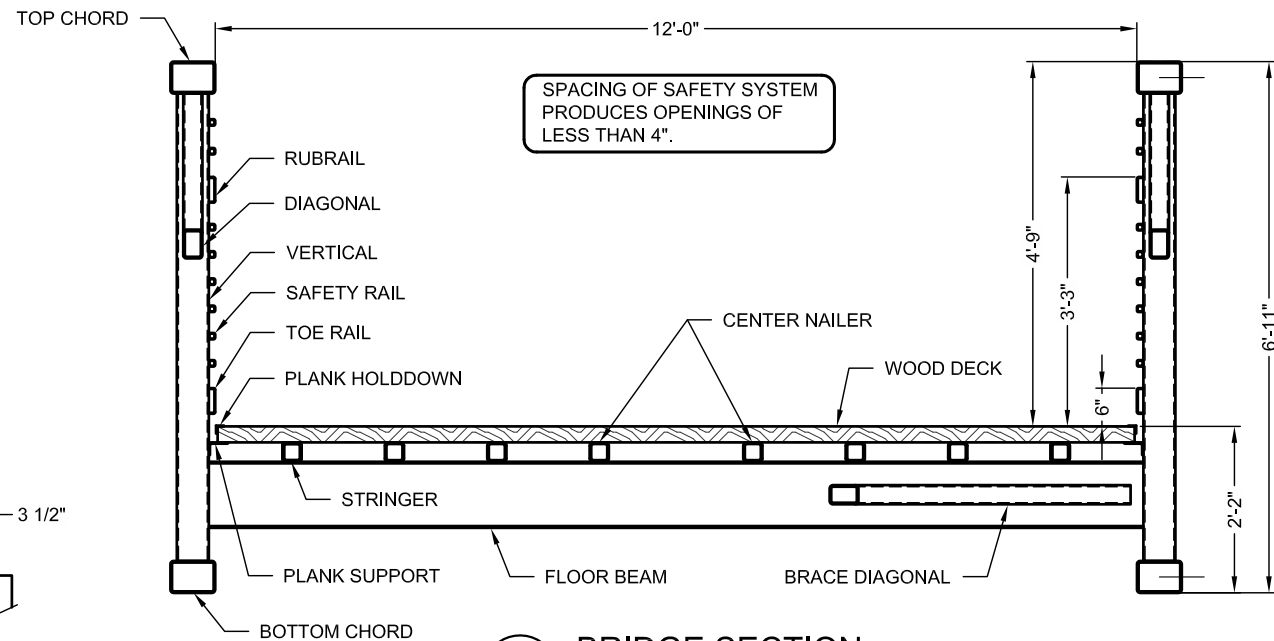 TOP CHORD
12'-0"
SPACING OF SAFETY SYSTEM
PRODUCES OPENINGS OF
LESS THAN 4".
RUBRAIL
DIAGONAL
VERTICAL
SAFETY RAIL
TOE RAIL
PLANK HOLDDOWN
CENTER NAILER
WOOD DECK
4'-9"
3'-3"
6"
6'-11"
2'-2"
STRINGER
3 1/2"
PLANK SUPPORT
FLOOR BEAM
BRACE DIAGONAL
BOTTOM CHORD
BRIDGE SECTION